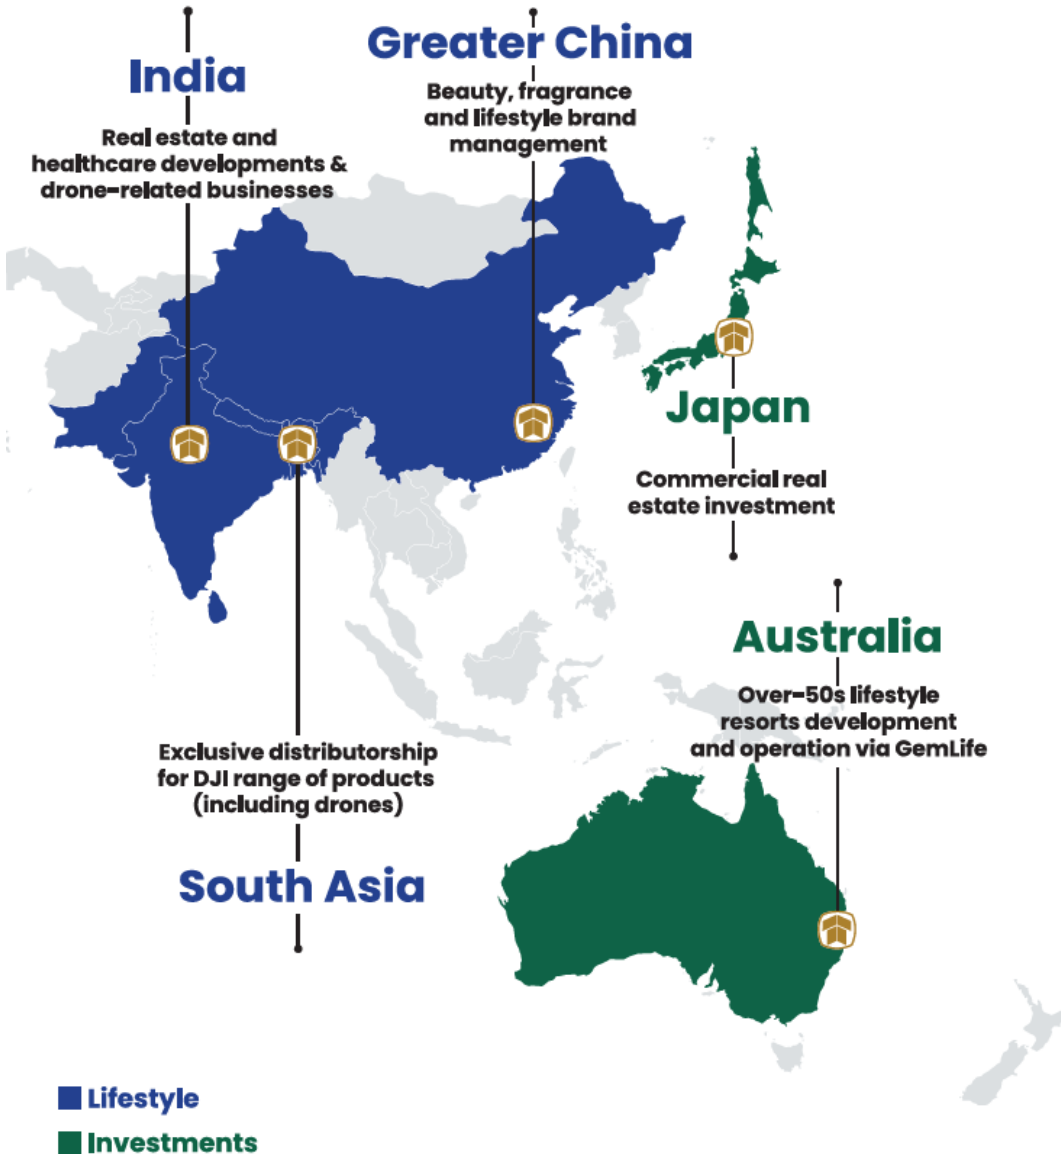 India
Real estate and
healthcare developments &
drone-related businesses
Greater China
Beauty, fragrance
and lifestyle brand
management
Japan
Commercial real
estate investment
Australia
Over-50s lifestyle
resorts development
and operation via GemLife
Exclusive distributorship
for DJI range of products
(including drones)
South Asia
Lifestyle
Investments